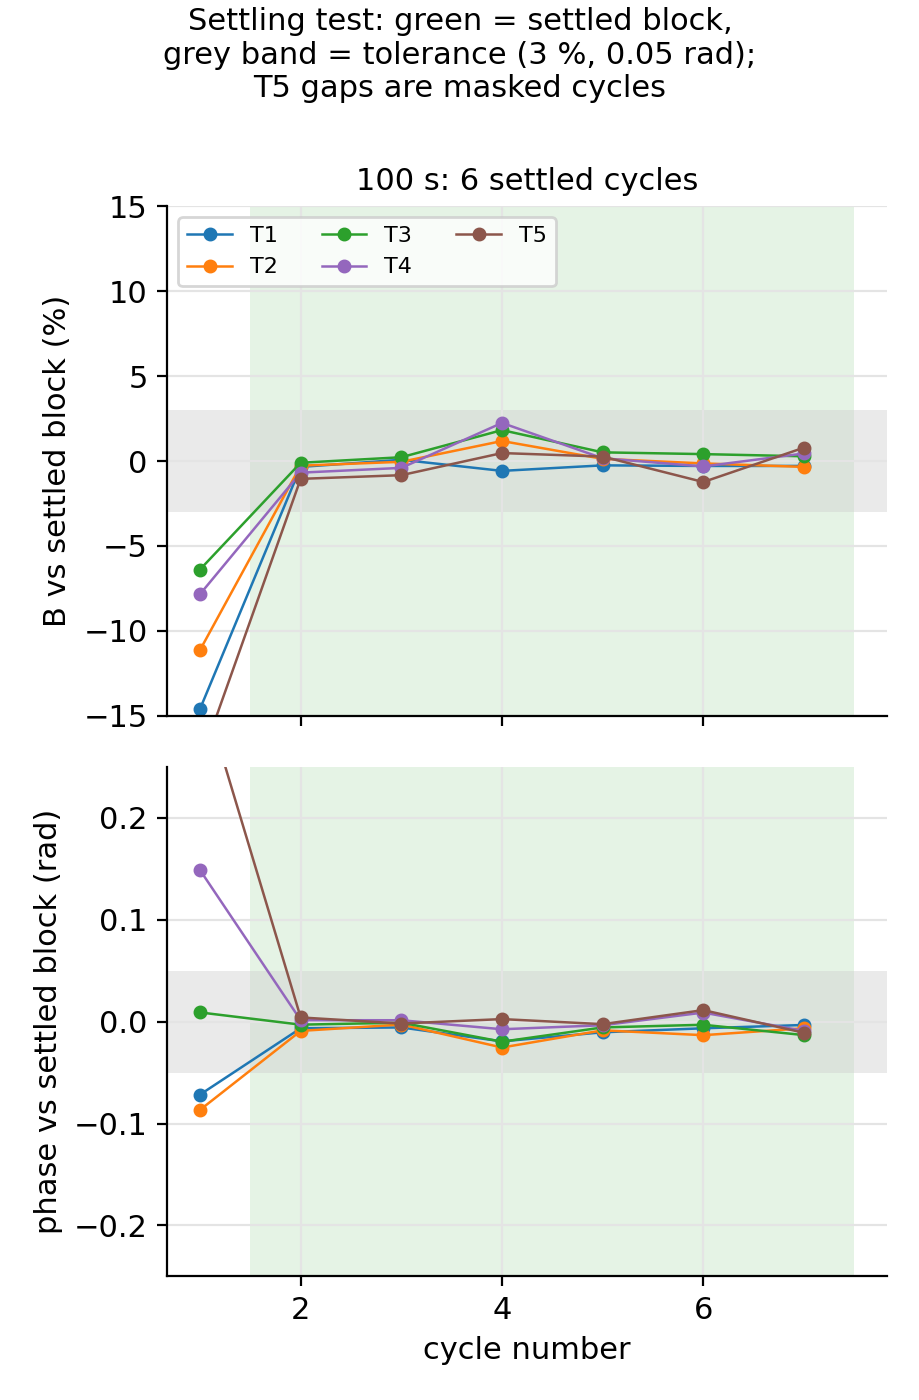 Settling test: green = settled block,
grey band = tolerance (3 %, 0.05 rad);
T5 gaps are masked cycles
100 s: 6 settled cycles
15
10
5
0
−5
−10
−15
B vs settled block (%)
T1
T3
T5
T2
T4
0.2
0.1
0.0
−0.1
−0.2
phase vs settled block (rad)
2
4
6
cycle number